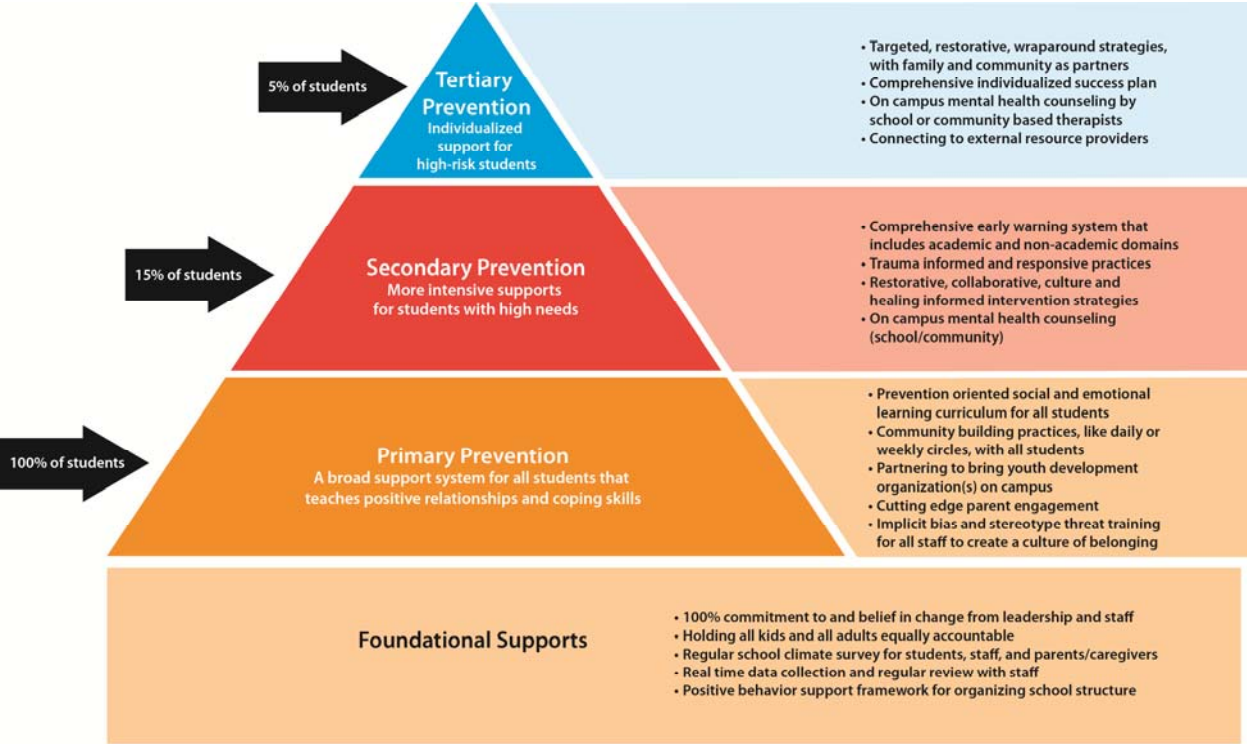 5% of students
Tertiary
Prevention
Individualized
support for
high-risk students
• Targeted, restorative, wraparound strategies,
with family and community as partners
• Comprehensive individualized success plan
• On campus mental health counseling by
school or community based therapists
• Connecting to external resource providers
15% of students
Secondary Prevention
More intensive supports
for students with high needs
• Comprehensive early warning system that
includes academic and non-academic domains
• Trauma informed and responsive practices
• Restorative, collaborative, culture and
healing informed intervention strategies
• On campus mental health counseling
(school/community)
100% of students
Primary Prevention
A broad support system for all students that
teaches positive relationships and coping skills
• Prevention oriented social and emotional
learning curriculum for all students
• Community building practices, like daily or
weekly circles, with all students
• Partnering to bring youth development
organization(s) on campus
• Cutting edge parent engagement
• Implicit bias and stereotype threat training
for all staff to create a culture of belonging
Foundational Supports
• 100% commitment to and belief in change from leadership and staff
• Holding all kids and all adults equally accountable
• Regular school climate survey for students, staff, and parents/caregivers
• Real time data collection and regular review with staff
• Positive behavior support framework for organizing school structure